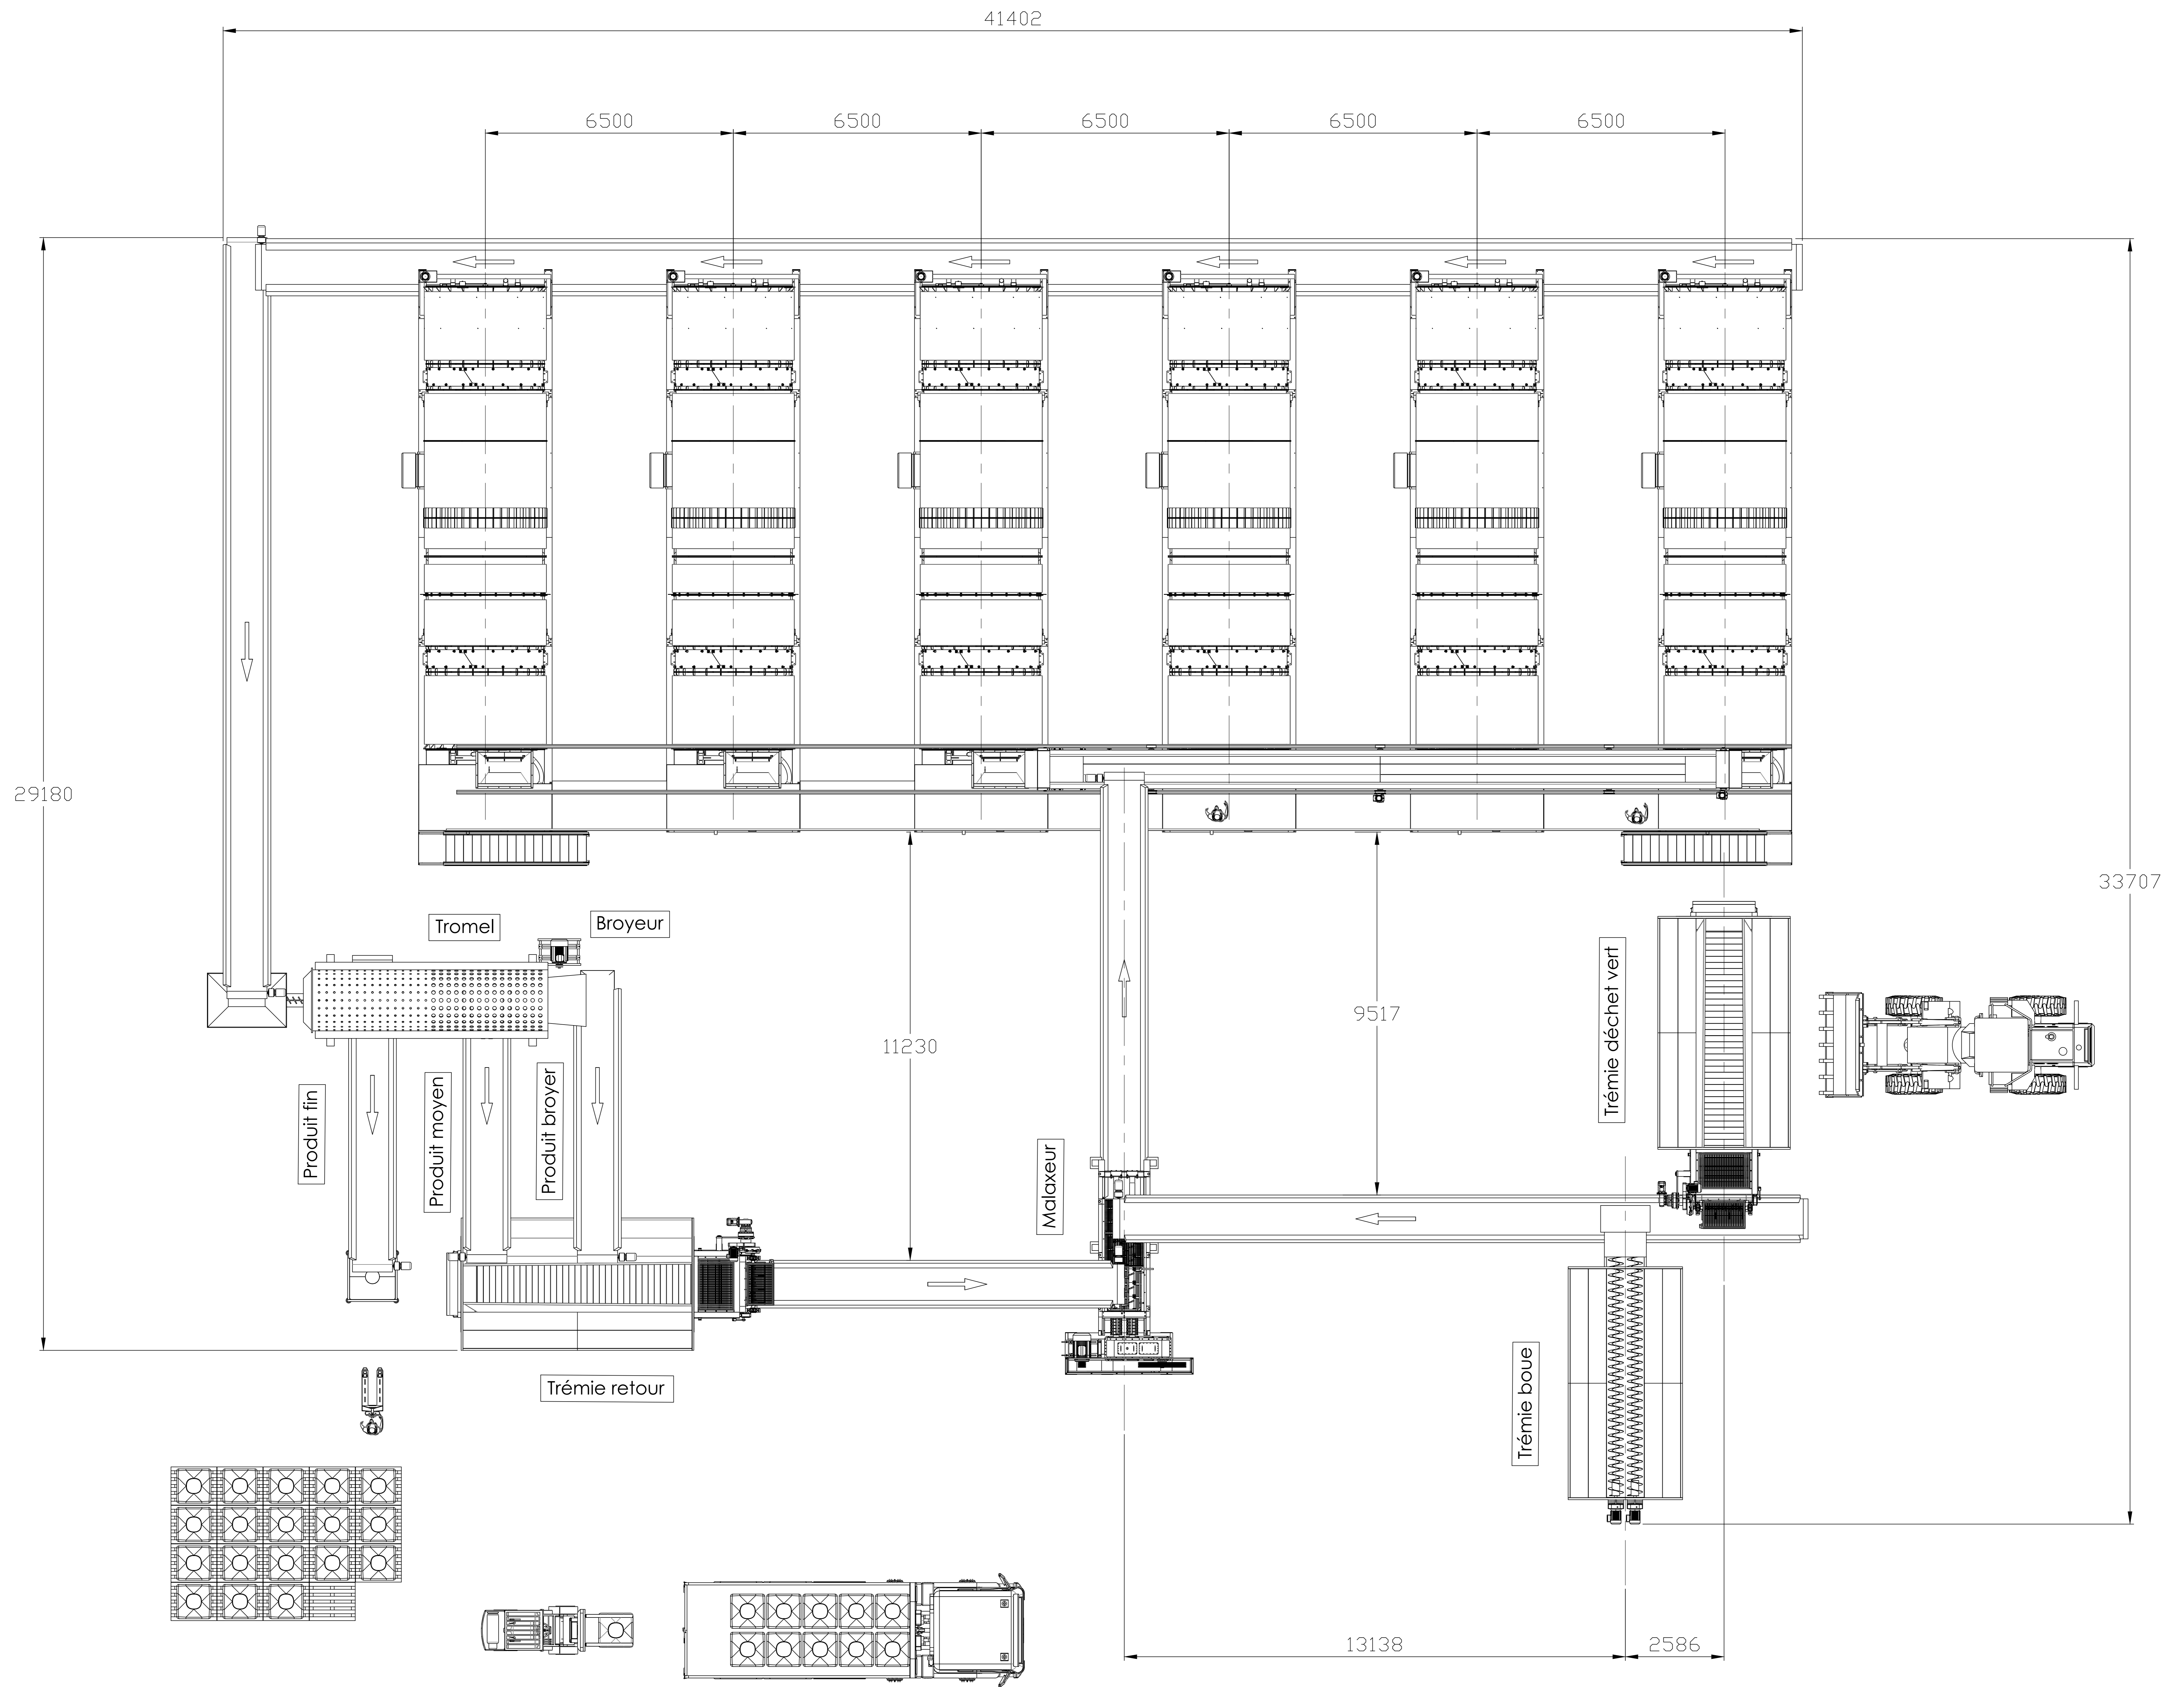 41402
6500
6500
6500
6500
6500
29180
33707
Tromel
Broyeur
11230
9517
Trémie déchet vert
Produit fin
Produit moyen
Produit broyer
Malaxeur
Trémie retour
Trémie boue
13138
2586